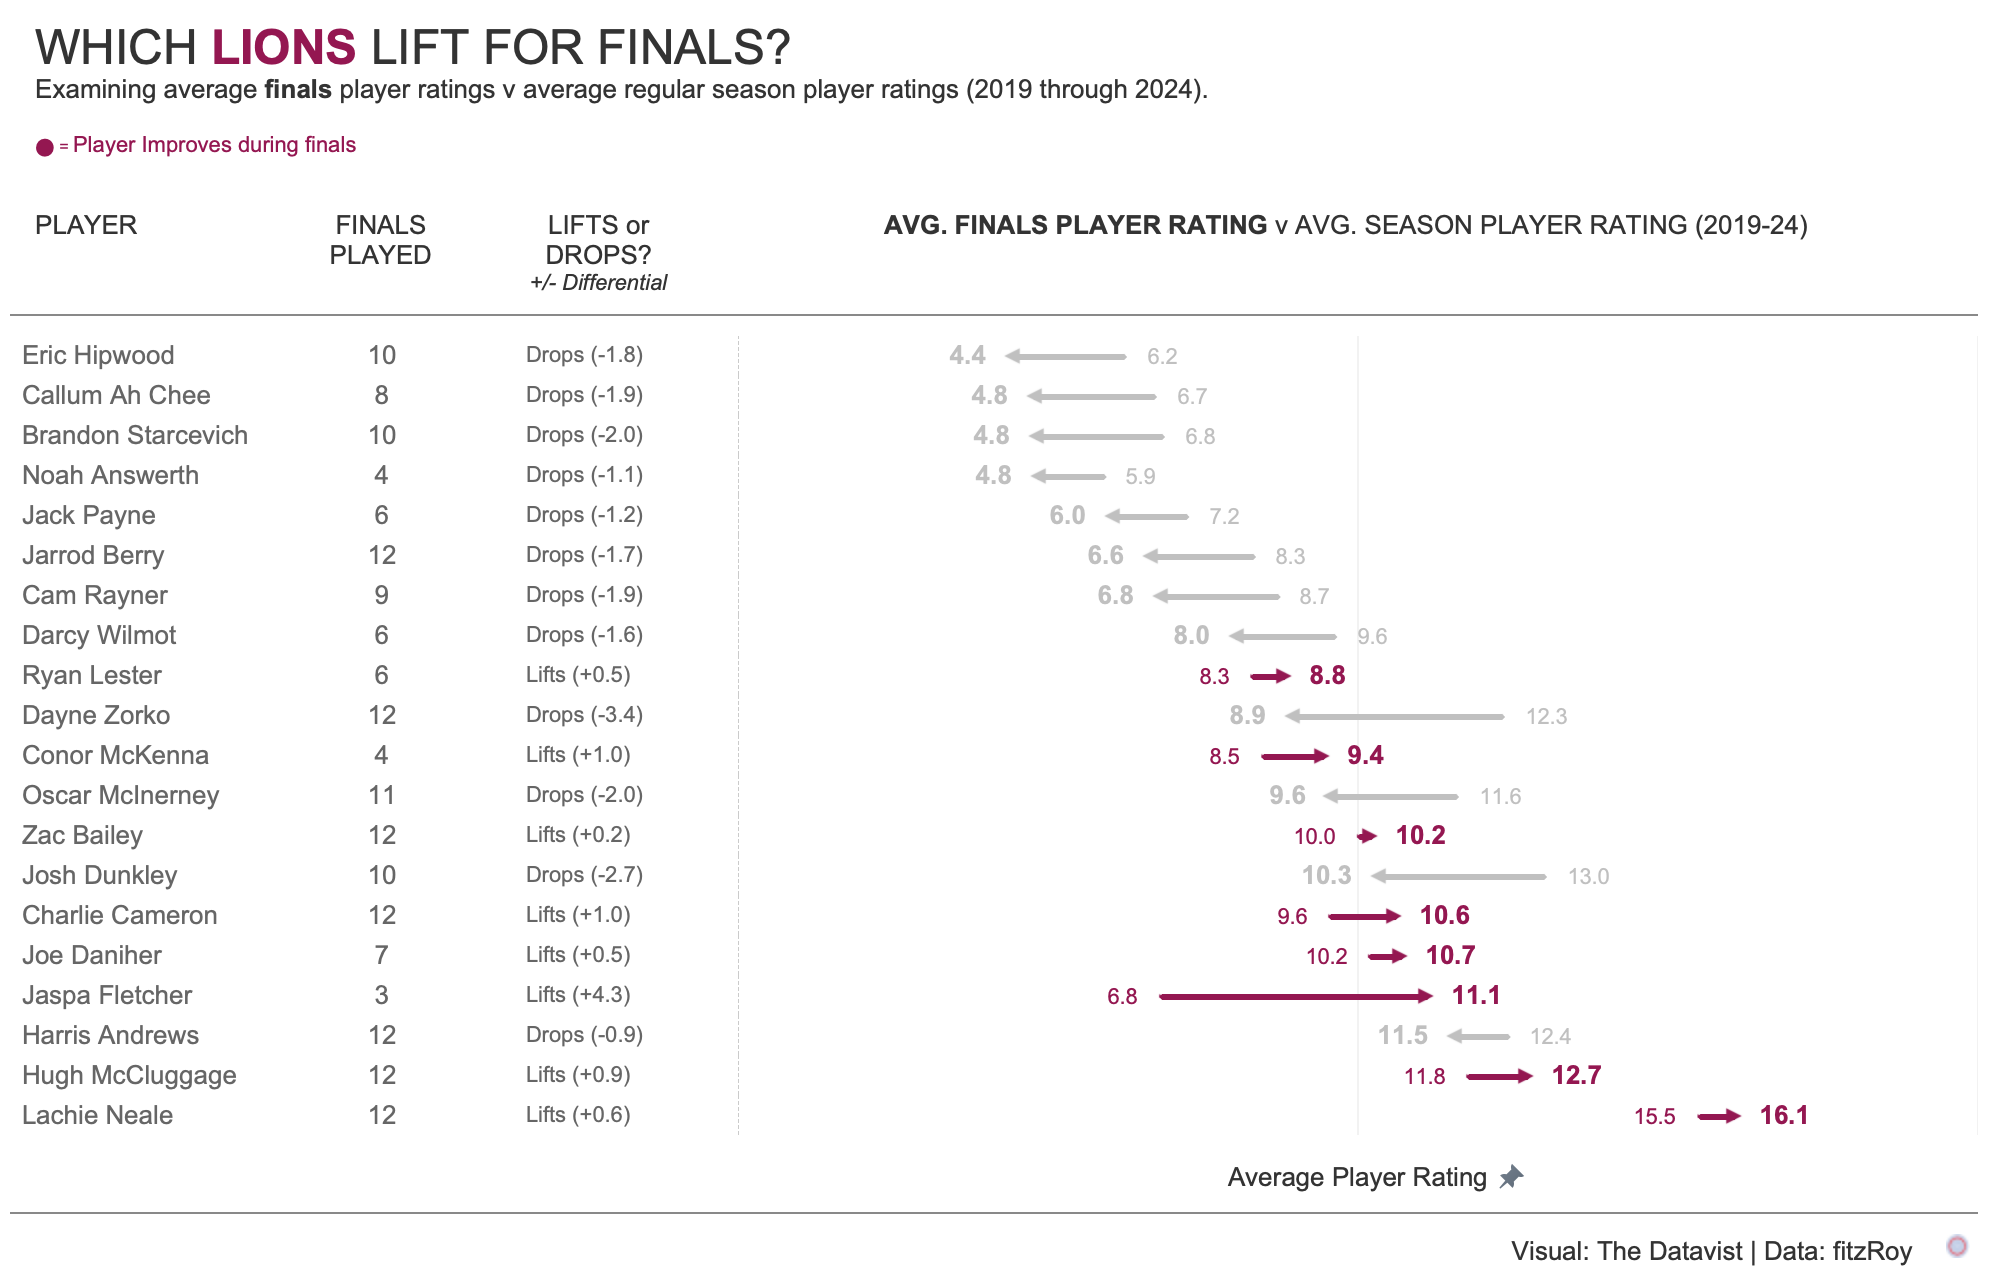 WHICH LIONS LIFT FOR FINALS?
Examining average finals player ratings v average regular season player ratings (2019 through 2024).
= Player Improves during finals
PLAYER FINALS PLAYED LIFTS or DROPS? +/- Differential AVG. FINALS PLAYER RATING v AVG. SEASON PLAYER RATING (2019-24)
Eric Hipwood 10 Drops (-1.8) 4.4 6.2
Callum Ah Chee 8 Drops (-1.9) 4.8 6.7
Brandon Starcevich 10 Drops (-2.0) 4.8 6.8
Noah Answerth 4 Drops (-1.1) 4.8 5.9
Jack Payne 6 Drops (-1.2) 6.0 7.2
Jarrod Berry 12 Drops (-1.7) 6.6 8.3
Cam Rayner 9 Drops (-1.9) 6.8 8.7
Darcy Wilmot 6 Drops (-1.6) 8.0 9.6
Ryan Lester 6 Lifts (+0.5) 8.3 8.8
Dayne Zorko 12 Drops (-3.4) 8.9 12.3
Conor McKenna 4 Lifts (+1.0) 8.5 9.4
Oscar McInerney 11 Drops (-2.0) 9.6 11.6
Zac Bailey 12 Lifts (+0.2) 10.0 10.2
Josh Dunkley 10 Drops (-2.7) 10.3 13.0
Charlie Cameron 12 Lifts (+1.0) 9.6 10.6
Joe Daniher 7 Lifts (+0.5) 10.2 10.7
Jaspa Fletcher 3 Lifts (+4.3) 6.8 11.1
Harris Andrews 12 Drops (-0.9) 11.5 12.4
Hugh McCluggage 12 Lifts (+0.9) 11.8 12.7
Lachie Neale 12 Lifts (+0.6) 15.5 16.1
Average Player Rating
Visual: The Datavist | Data: fitzRoy